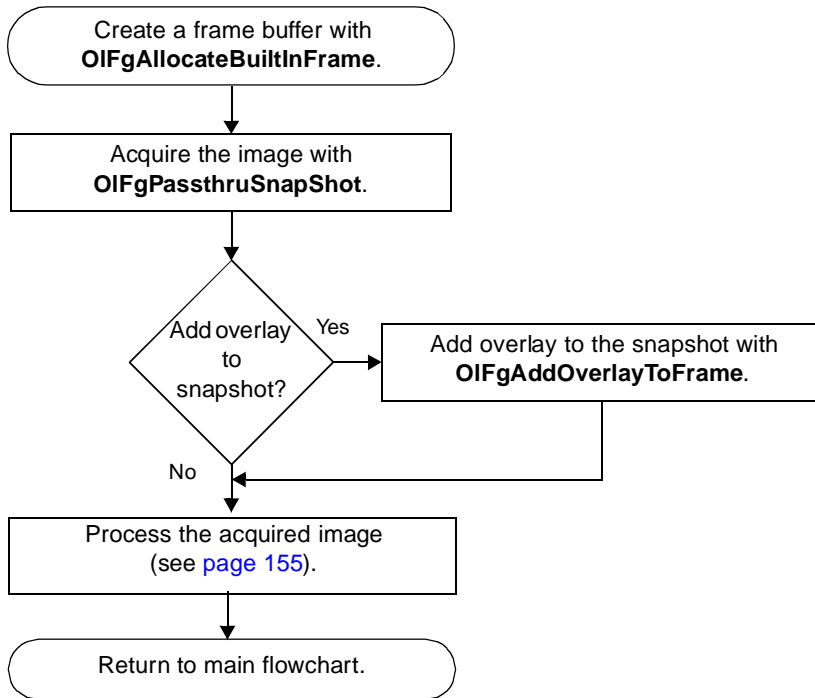 Create a frame buffer with
OlFgAllocateBuiltInFrame.
Acquire the image with
OlFgPassthruSnapShot.
Add overlay
to
snapshot?
Yes
Add overlay to the snapshot with
OlFgAddOverlayToFrame.
No
Process the acquired image
(see page 155).
Return to main flowchart.